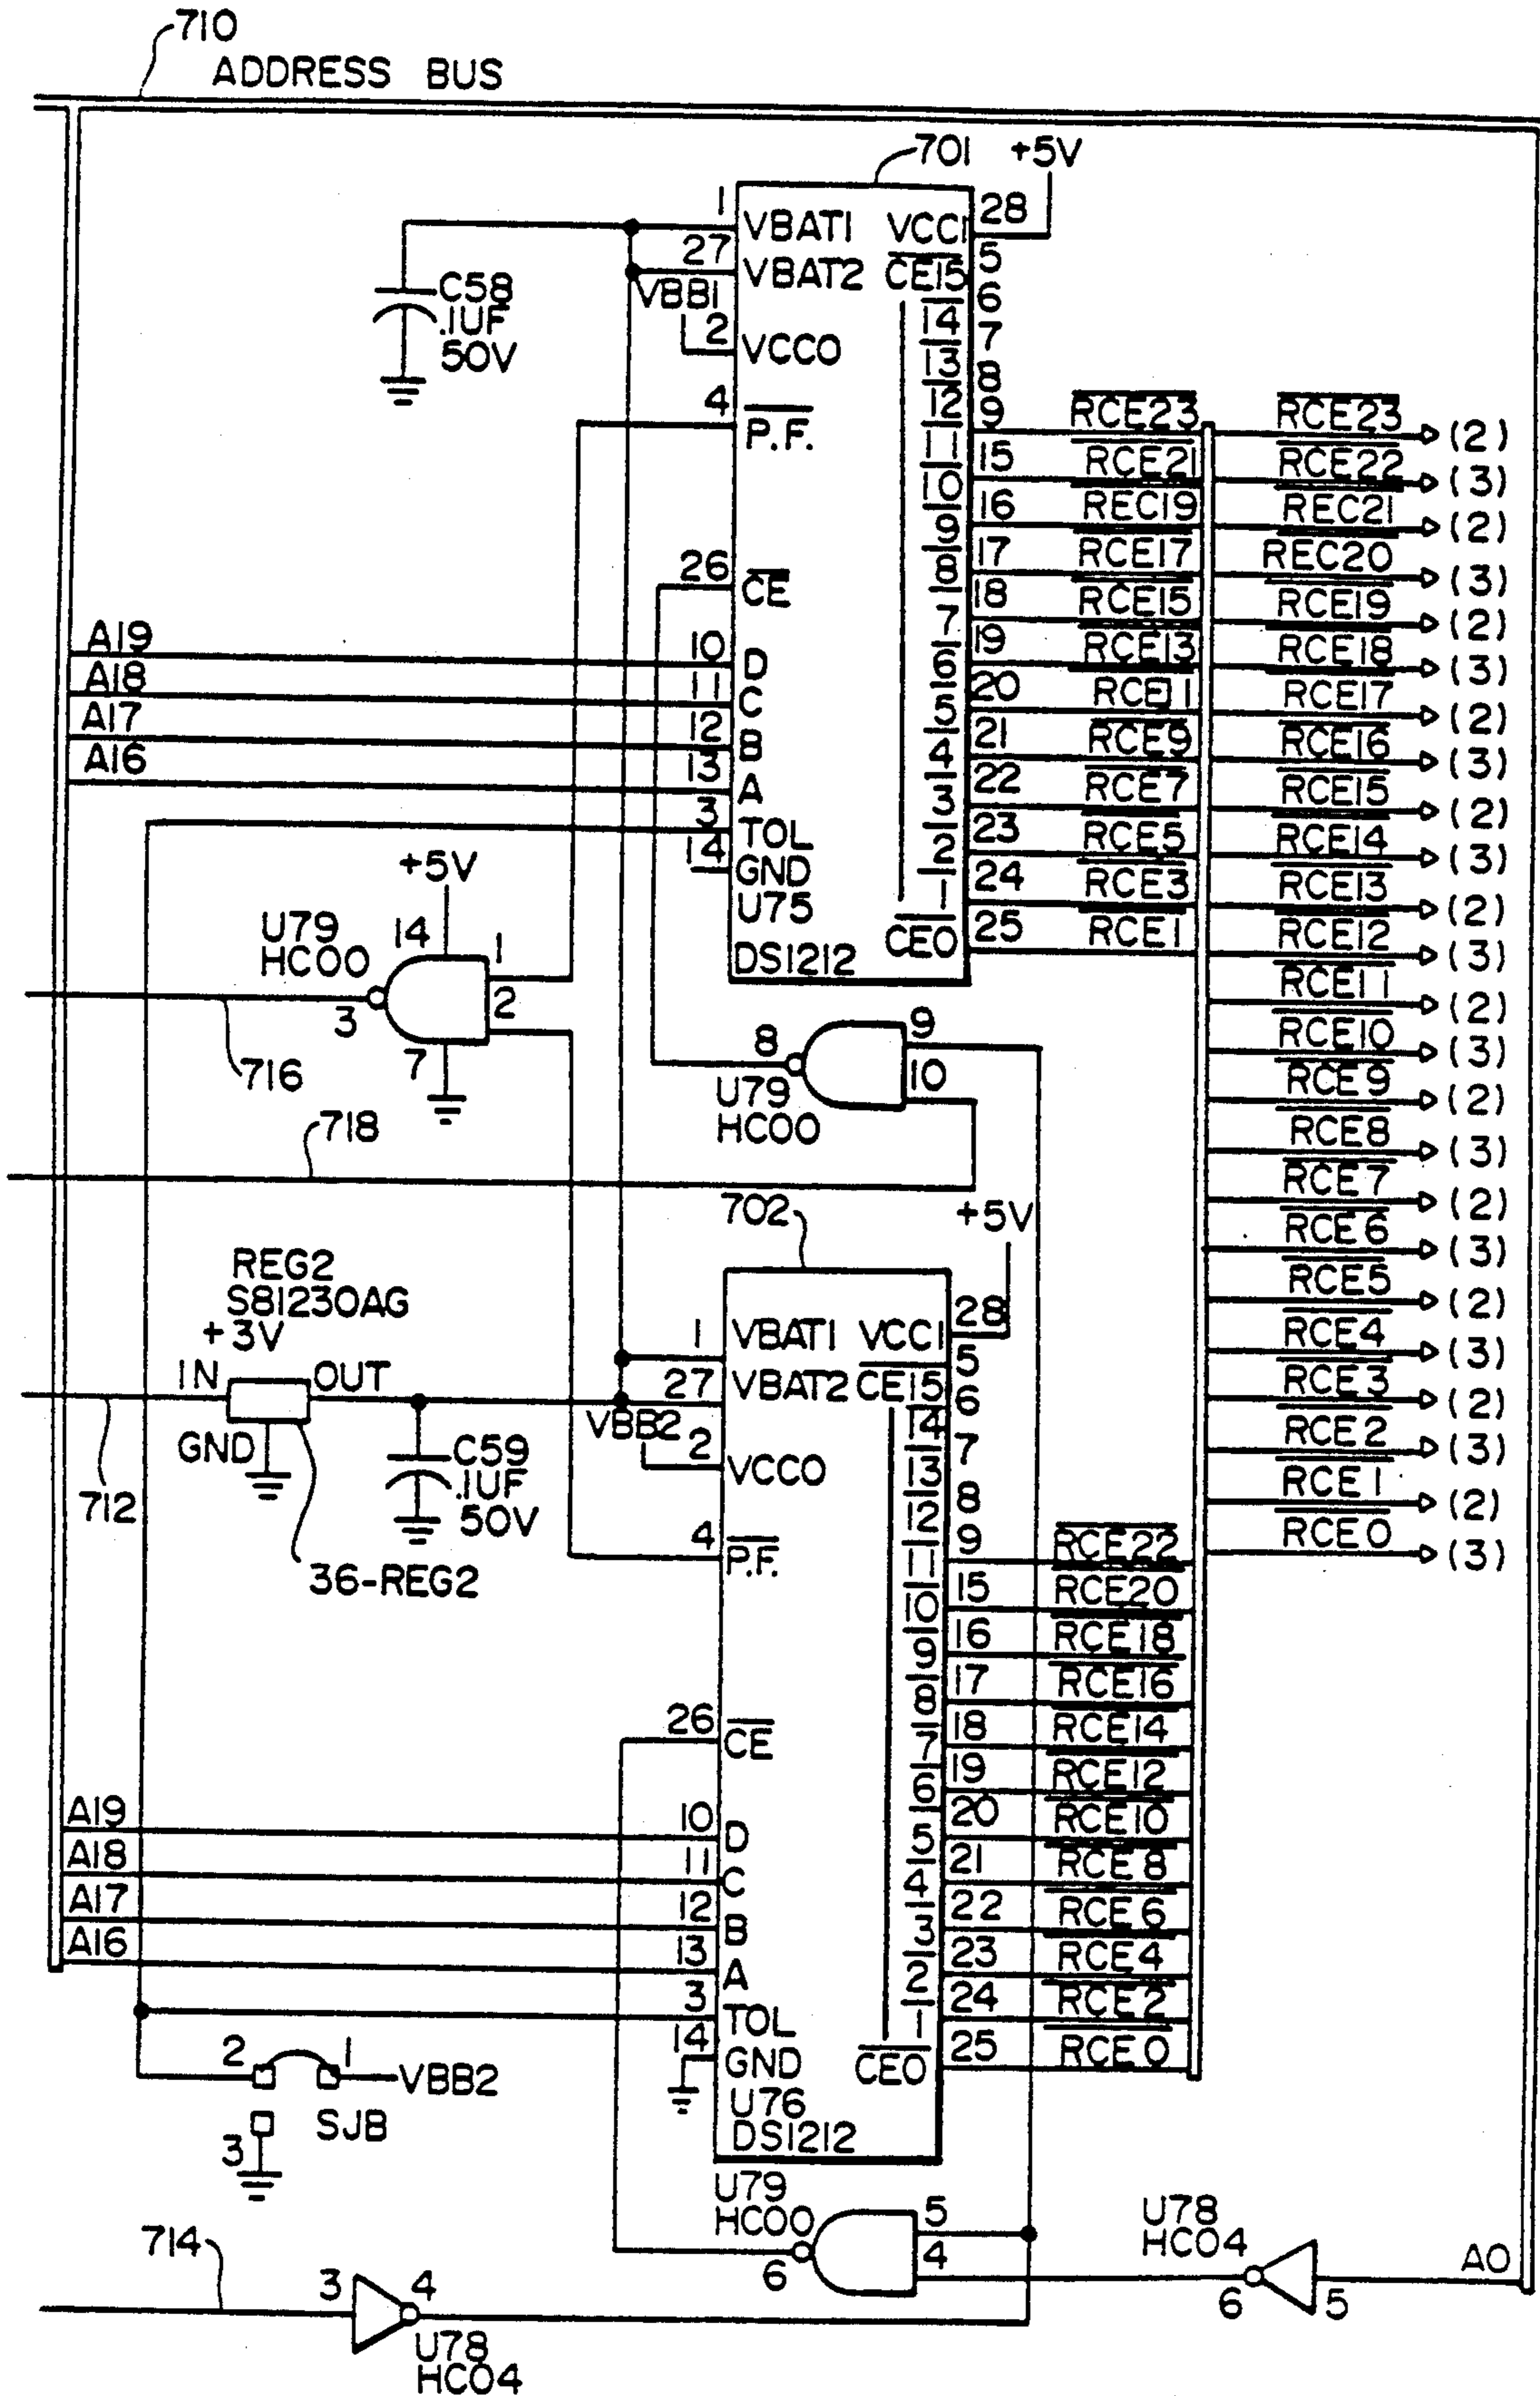 710
ADDRESS BUS
701 +5V
1 VBAT1 VCC1 28
27 VBAT2 CE15 5
VBB1
C58
.1UF
50V
2 VCC0
14 6
13 7
12 8
4 P.F. 11 9 RCE23 RCE23 (2)
10 15 RCE21 RCE22 (3)
9 16 REC19 REC21 (2)
26 CE 8 17 RCE17 REC20 (3)
7 18 RCE15 RCE19 (2)
A19 10 D 6 19 RCE13 RCE18 (3)
A18 11 C 5 20 RCE11 RCE17 (2)
A17 12 B 4 21 RCE9 RCE16 (3)
A16 13 A 3 22 RCE7 RCE15 (2)
3 TOL 2 23 RCE5 RCE14 (3)
14 GND 1 24 RCE3 RCE13 (2)
U75 CE0 25 RCE1 RCE12 (3)
DS1212
+5V
U79
HC00
14 1
3 2
7
716
RCE11 (2)
8 9
10
U79
HC00
RCE10 (3)
RCE9 (2)
718
RCE8 (3)
RCE7 (2)
702 +5V
RCE6 (3)
REG2
S81230AG
+3V
RCE5 (2)
1 VBAT1 VCC1 28
RCE4 (3)
IN OUT
27 VBAT2 CE15 5
RCE3 (2)
VBB2
GND
C59
.1UF
50V
2 VCC0
14 6
RCE2 (3)
13 7
712
RCE1 (2)
12 8
RCE0 (3)
36-REG2
4 P.F. 11 9 RCE22
10 15 RCE20
9 16 RCE18
8 17 RCE16
26 CE 7 18 RCE14
6 19 RCE12
A19 10 D 5 20 RCE10
A18 11 C 4 21 RCE8
A17 12 B 3 22 RCE6
A16 13 A 2 23 RCE4
3 TOL 1 24 RCE2
14 GND CE0 25 RCE0
U76
DS1212
2 1 VBB2
3 SJB
U79
HC00
5
4
6
U78
HC04
A0
6 5
714
3 4
U78
HC04